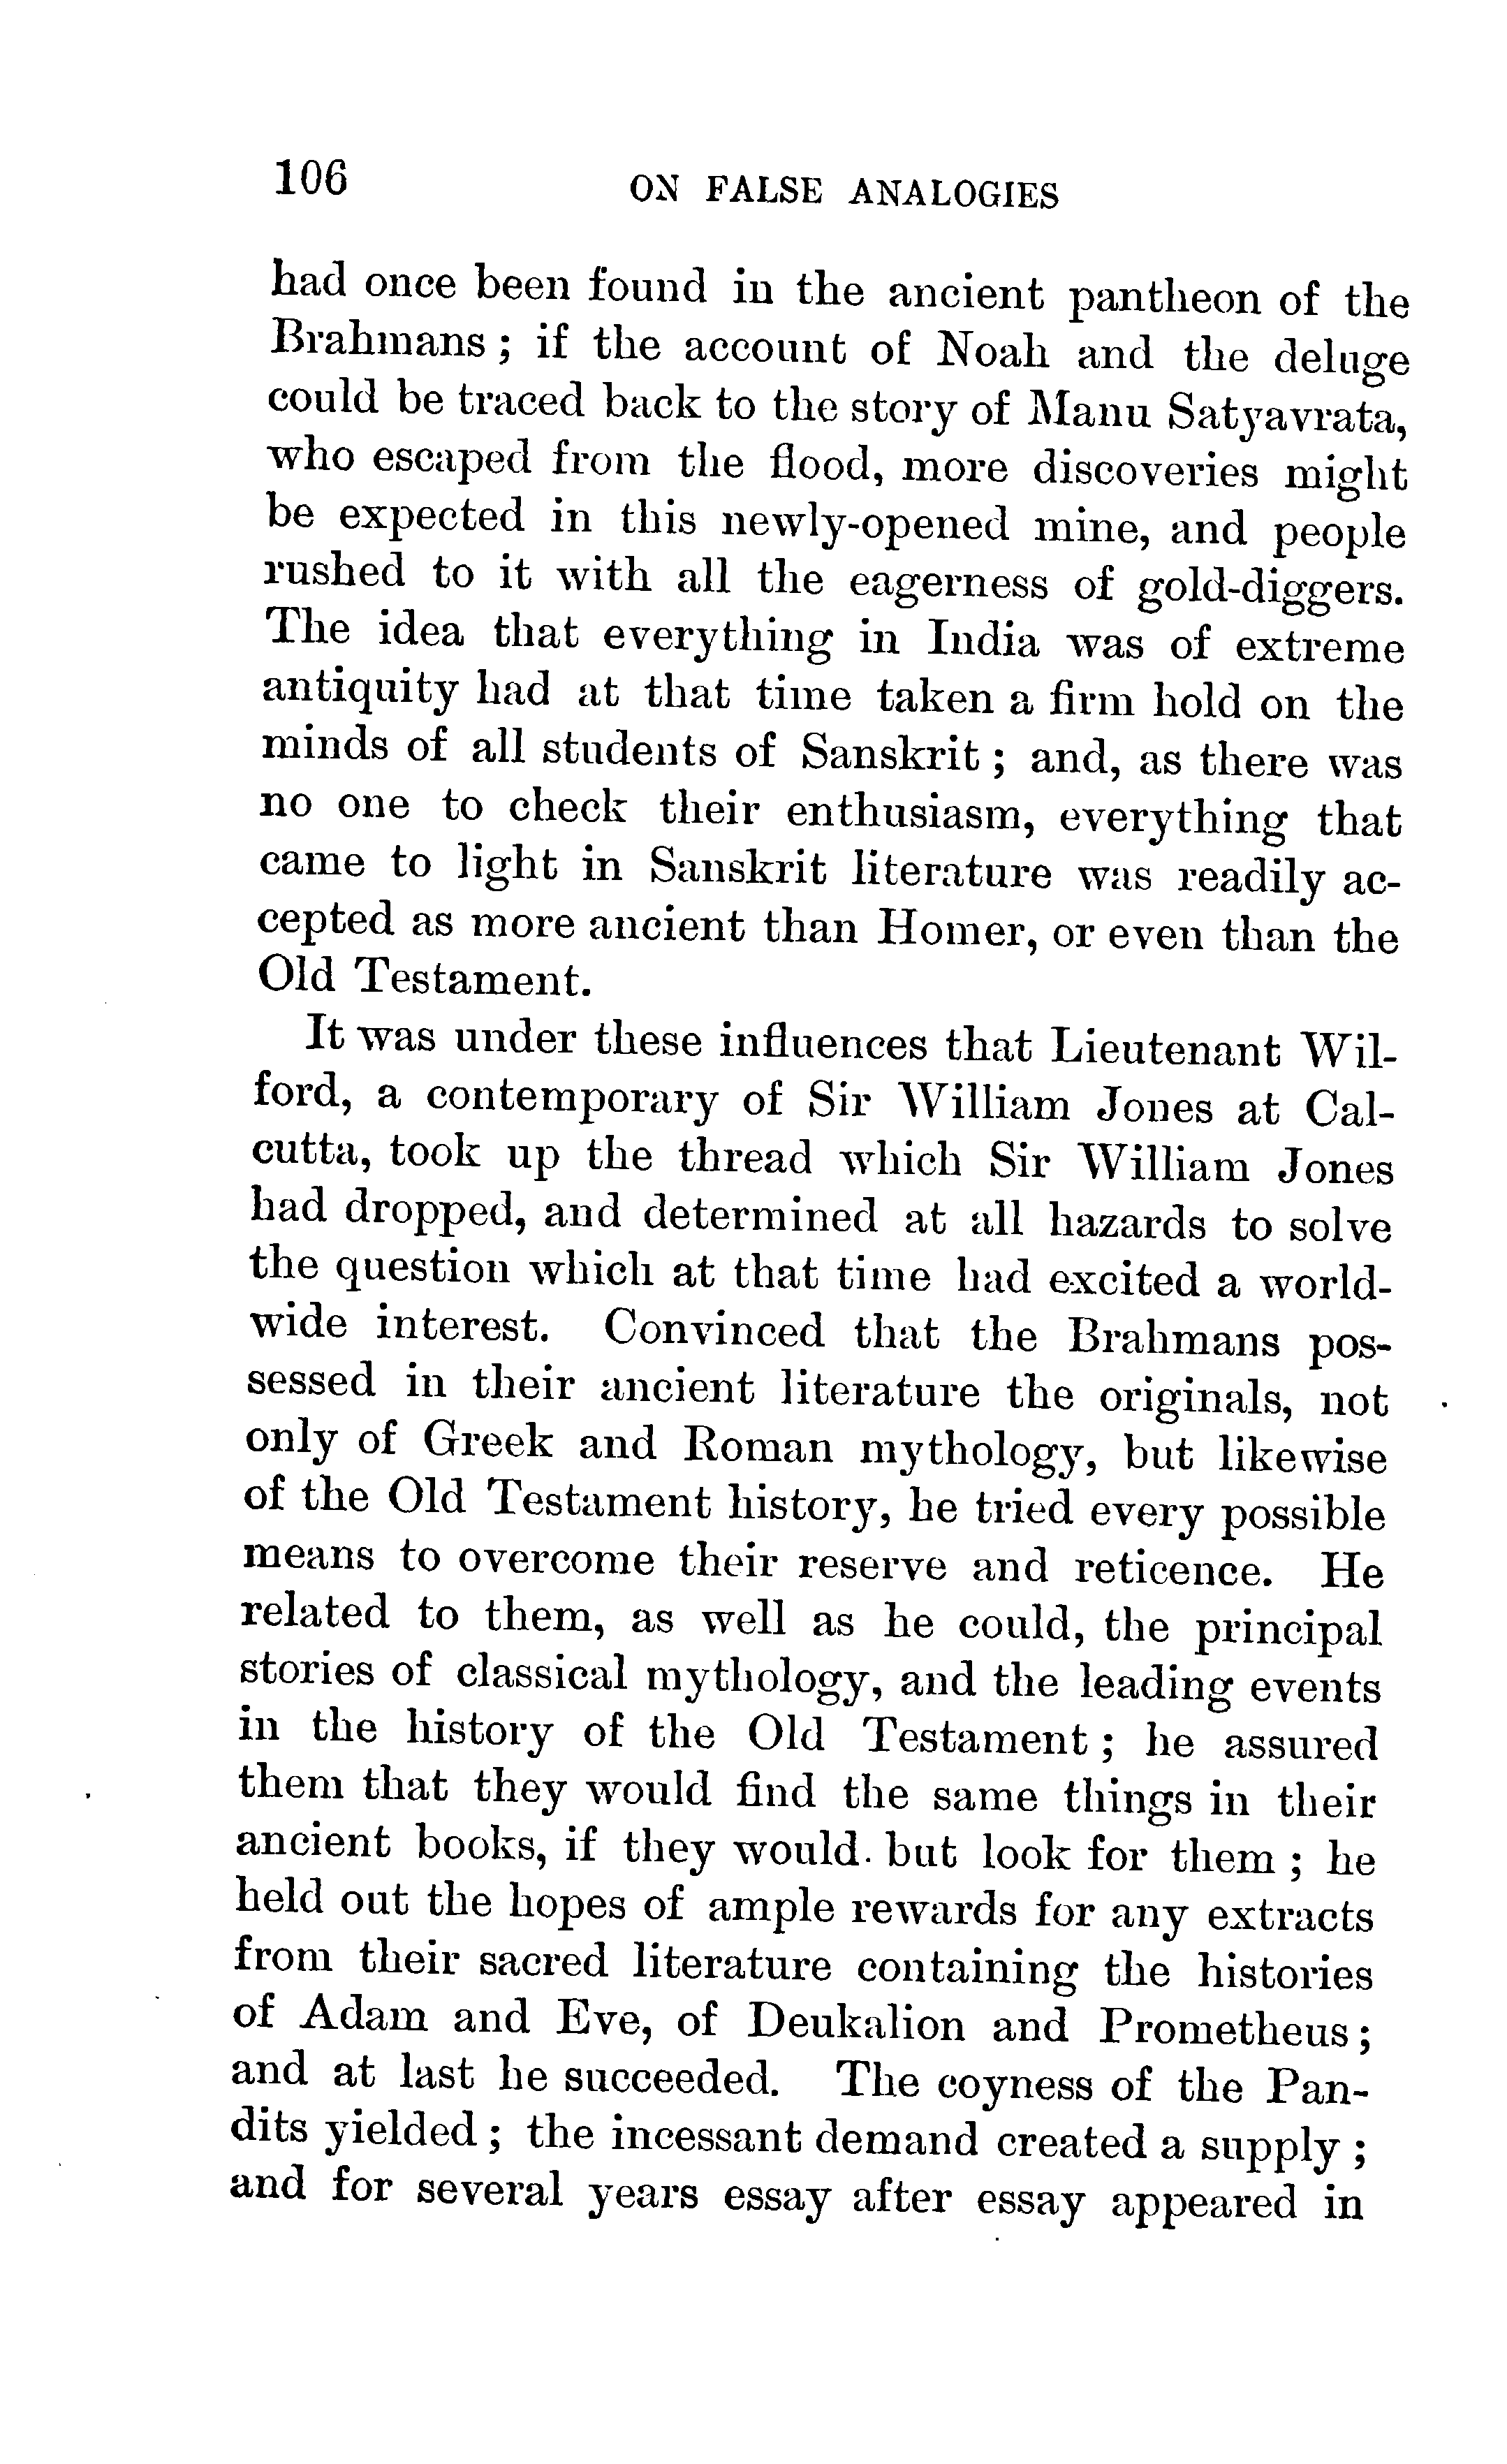 106 ON FALSE ANALOGIES
had once been found in the ancient pantheon of the
Brahmans ; if the account of Noah and the deluge
could be traced back to the story of Manu Satyavrata,
who escaped from the flood, more discoveries might
be expected in this newly-opened mine, and people
rushed to it with all the eagerness of gold-diggers.
The idea that everything in India was of extreme
antiquity had at that time taken a firm hold on the
minds of all students of Sanskrit ; and, as there was
no one to check their enthusiasm, everything that
came to light in Sanskrit literature was readily ac-
cepted as more ancient than Homer, or even than the
Old Testament.
It was under these influences that Lieutenant Wil-
ford, a contemporary of Sir William Jones at Cal-
cutta, took up the thread which Sir William Jones
had dropped, and determined at all hazards to solve
the question which at that time had excited a world-
wide interest. Convinced that the Brahmans pos-
sessed in their ancient literature the originals, not
only of Greek and Roman mythology, but likewise
of the Old Testament history, he tried every possible
means to overcome their reserve and reticence. He
related to them, as well as he could, the principal
stories of classical mythology, and the leading events
in the history of the Old Testament ; he assured
them that they would find the same things in their
ancient books, if they would. but look for them ; he
held out the hopes of ample rewards for any extracts
from their sacred literature containing the histories
of Adam and Eve, of Deukalion and Prometheus ;
and at last he succeeded. The coyness of the Pan-
dits yielded ; the incessant demand created a supply ;
and for several years essay after essay appeared in